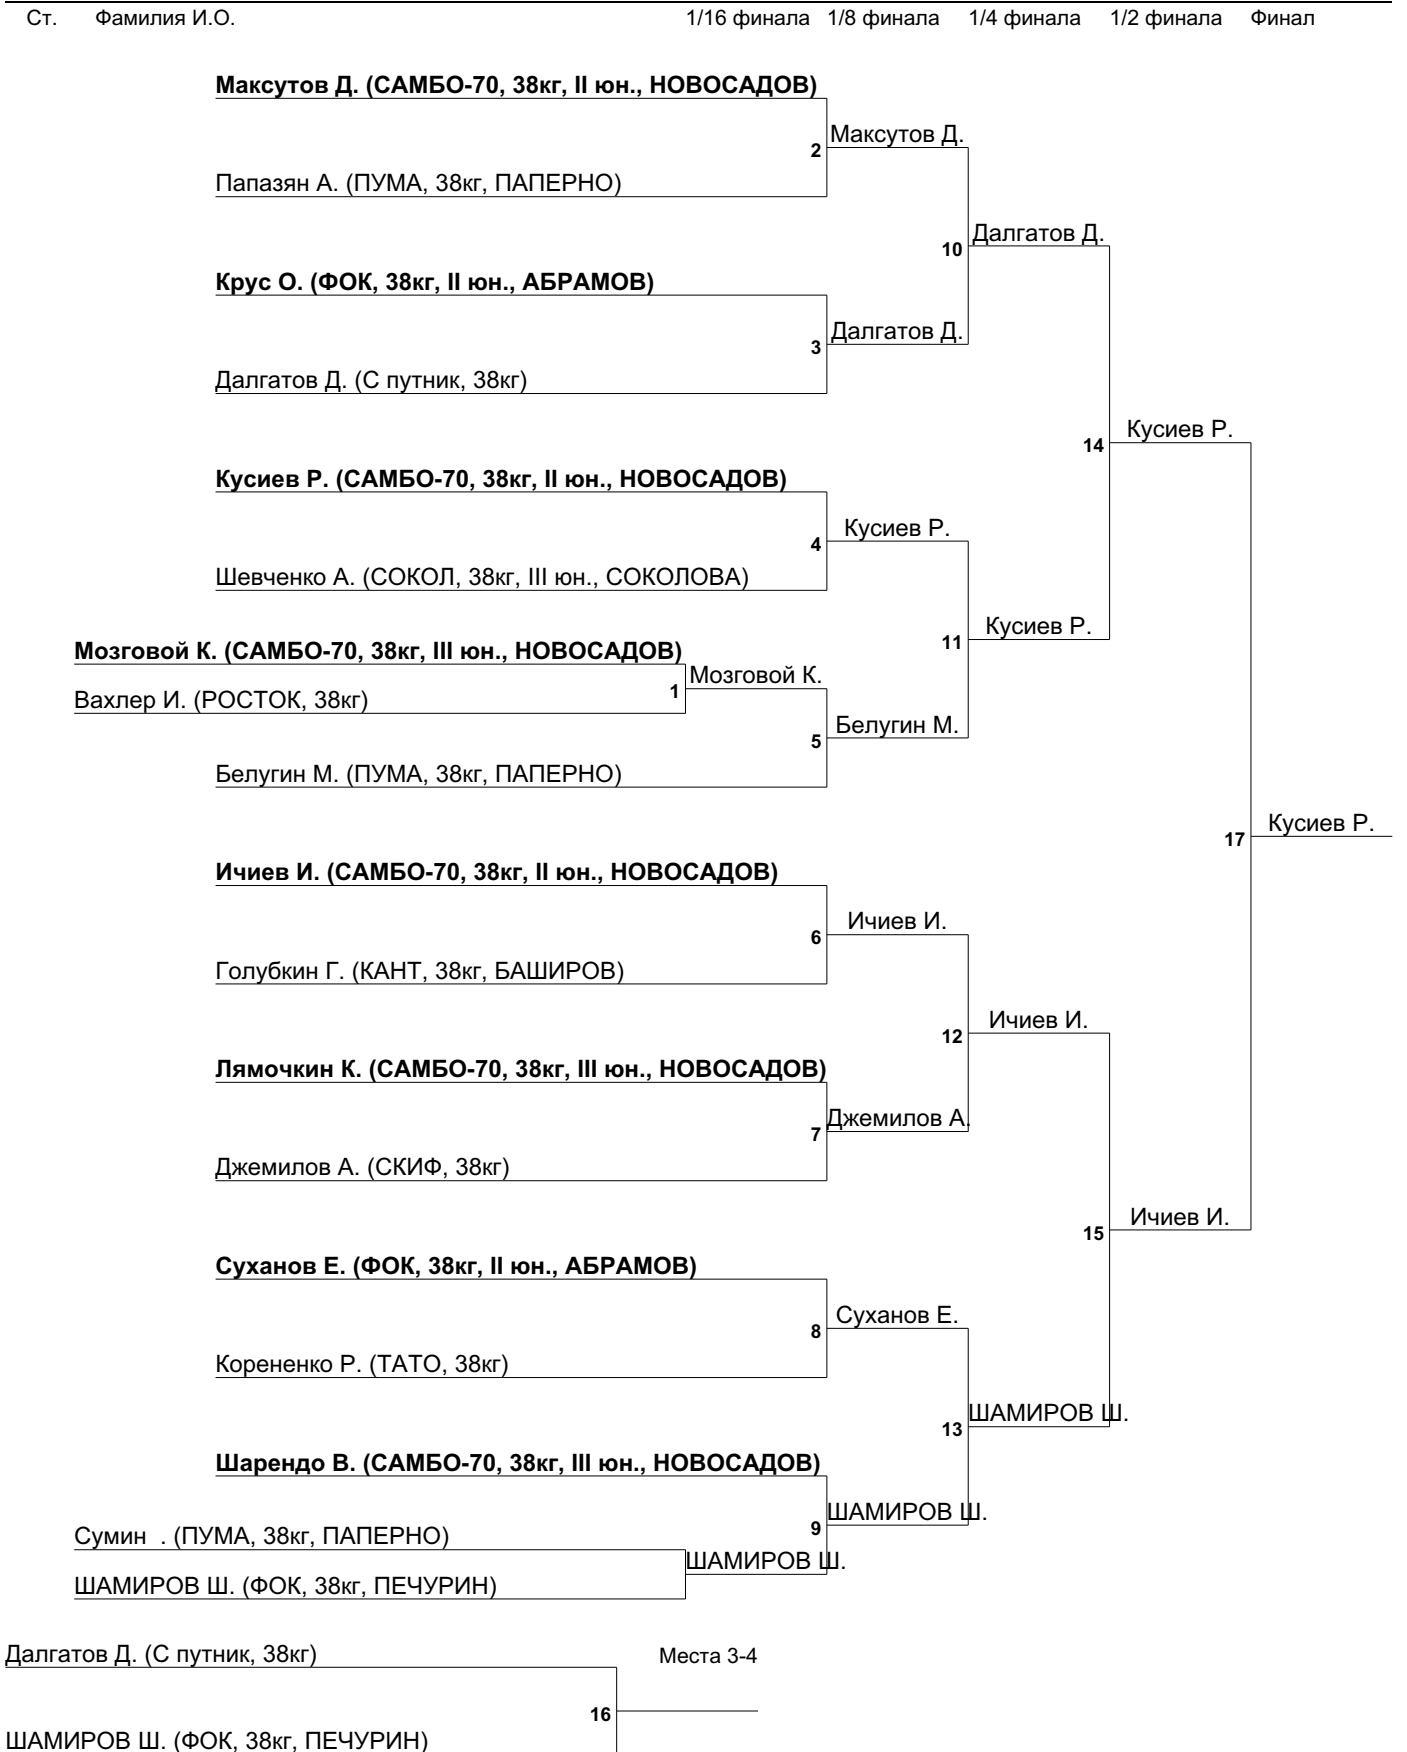 Ст. Фамилия И.О. 1/16 финала 1/8 финала 1/4 финала 1/2 финала Финал
Максутов Д. (САМБО-70, 38кг, II юн., НОВОСАДОВ)
2 Максутов Д.
Папазян А. (ПУМА, 38кг, ПАПЕРНО)
10 Далгатов Д.
Крус О. (ФОК, 38кг, II юн., АБРАМОВ)
3 Далгатов Д.
Далгатов Д. (С путник, 38кг)
14 Кусиев Р.
Кусиев Р. (САМБО-70, 38кг, II юн., НОВОСАДОВ)
4 Кусиев Р.
Шевченко А. (СОКОЛ, 38кг, III юн., СОКОЛОВА)
11 Кусиев Р.
Мозговой К. (САМБО-70, 38кг, III юн., НОВОСАДОВ)
1 Мозговой К.
Вахлер И. (РОСТОК, 38кг)
5 Белугин М.
Белугин М. (ПУМА, 38кг, ПАПЕРНО)
17 Кусиев Р.
Ичиев И. (САМБО-70, 38кг, II юн., НОВОСАДОВ)
6 Ичиев И.
Голубкин Г. (КАНТ, 38кг, БАШИРОВ)
12 Ичиев И.
Лямочкин К. (САМБО-70, 38кг, III юн., НОВОСАДОВ)
7 Джемилов А.
Джемилов А. (СКИФ, 38кг)
15 Ичиев И.
Суханов Е. (ФОК, 38кг, II юн., АБРАМОВ)
8 Суханов Е.
Корененко Р. (ТАТО, 38кг)
13 ШАМИРОВ Ш.
Шарендо В. (САМБО-70, 38кг, III юн., НОВОСАДОВ)
9 ШАМИРОВ Ш.
Сумин . (ПУМА, 38кг, ПАПЕРНО)
ШАМИРОВ Ш.
ШАМИРОВ Ш. (ФОК, 38кг, ПЕЧУРИН)
Далгатов Д. (С путник, 38кг) Места 3-4
16
ШАМИРОВ Ш. (ФОК, 38кг, ПЕЧУРИН)